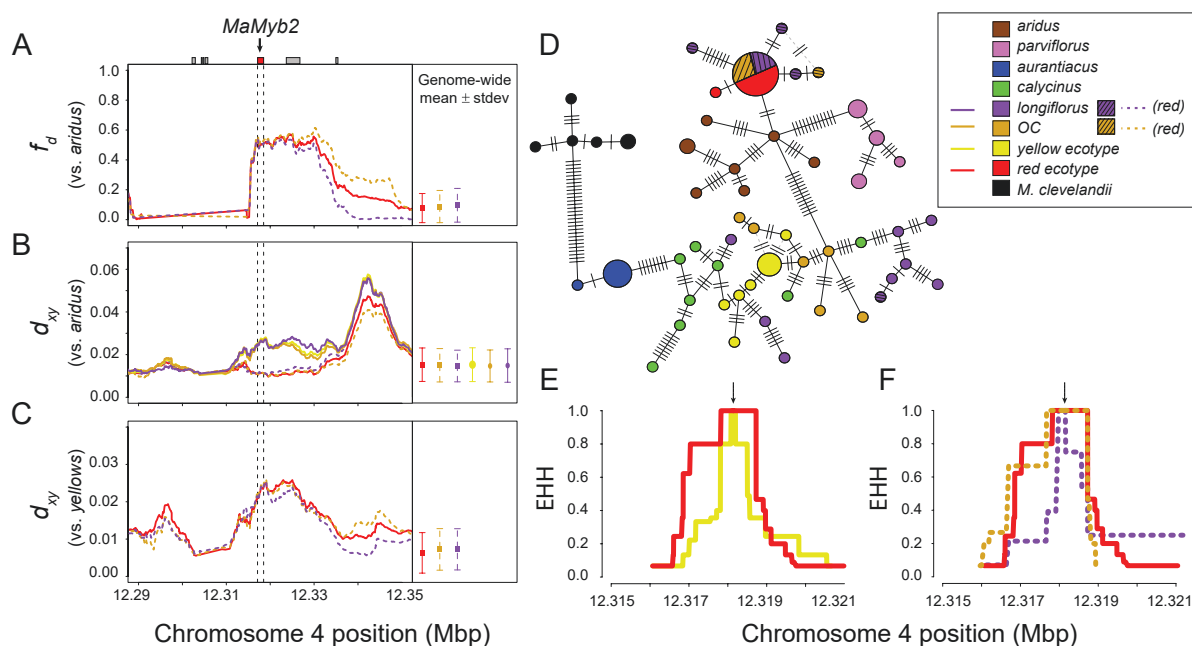 A
MaMyb2
fd
(vs. aridus)
1.0
0.8
0.6
0.4
0.2
0.0
Genome-wide
mean ± stdev
B
dxy
(vs. aridus)
0.06
0.04
0.02
0.00
C
dxy
(vs. yellows)
0.03
0.02
0.01
0.00
12.29
12.31
12.33
12.35
Chromosome 4 position (Mbp)
D
aridus
parviflorus
aurantiacus
calycinus
longiflorus
OC
yellow ecotype
red ecotype
M. clevelandii
(red)
(red)
E
EHH
1.0
0.8
0.6
0.4
0.2
0.0
12.315
12.317
12.319
12.321
F
EHH
1.0
0.8
0.6
0.4
0.2
0.0
12.315
12.317
12.319
12.321
Chromosome 4 position (Mbp)